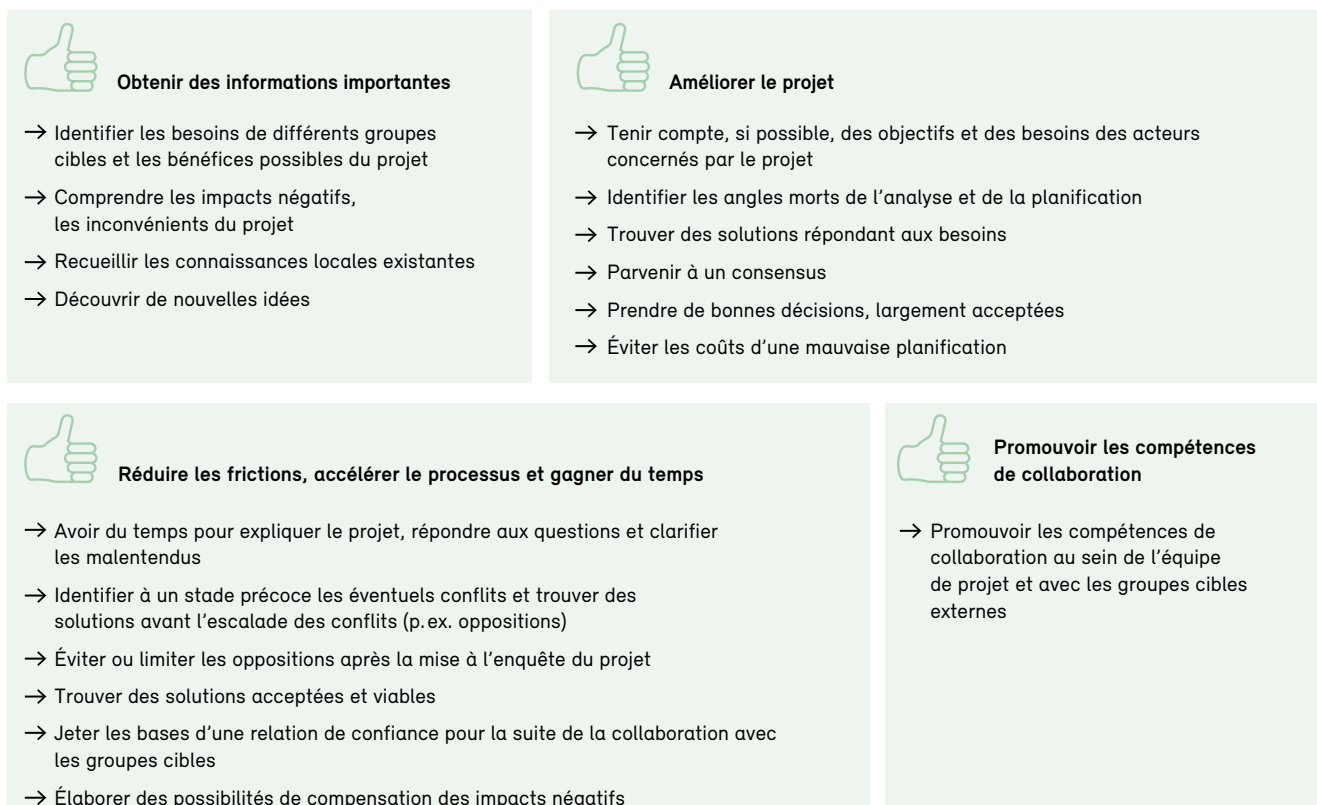 Obtenir des informations importantes
→ Identifier les besoins de différents groupes
cibles et les bénéfices possibles du projet
→ Comprendre les impacts négatifs,
les inconvénients du projet
→ Recueillir les connaissances locales existantes
→ Découvrir de nouvelles idées
Améliorer le projet
→ Tenir compte, si possible, des objectifs et des besoins des acteurs
concernés par le projet
→ Identifier les angles morts de l’analyse et de la planification
→ Trouver des solutions répondant aux besoins
→ Parvenir à un consensus
→ Prendre de bonnes décisions, largement acceptées
→ Éviter les coûts d’une mauvaise planification
Réduire les frictions, accélérer le processus et gagner du temps
→ Avoir du temps pour expliquer le projet, répondre aux questions et clarifier
les malentendus
→ Identifier à un stade précoce les éventuels conflits et trouver des
solutions avant l’escalade des conflits (p. ex. oppositions)
→ Éviter ou limiter les oppositions après la mise à l’enquête du projet
→ Trouver des solutions acceptées et viables
→ Jeter les bases d’une relation de confiance pour la suite de la collaboration avec
les groupes cibles
→ Élaborer des possibilités de compensation des impacts négatifs
Promouvoir les compétences
de collaboration
→ Promouvoir les compétences de
collaboration au sein de l’équipe
de projet et avec les groupes cibles
externes